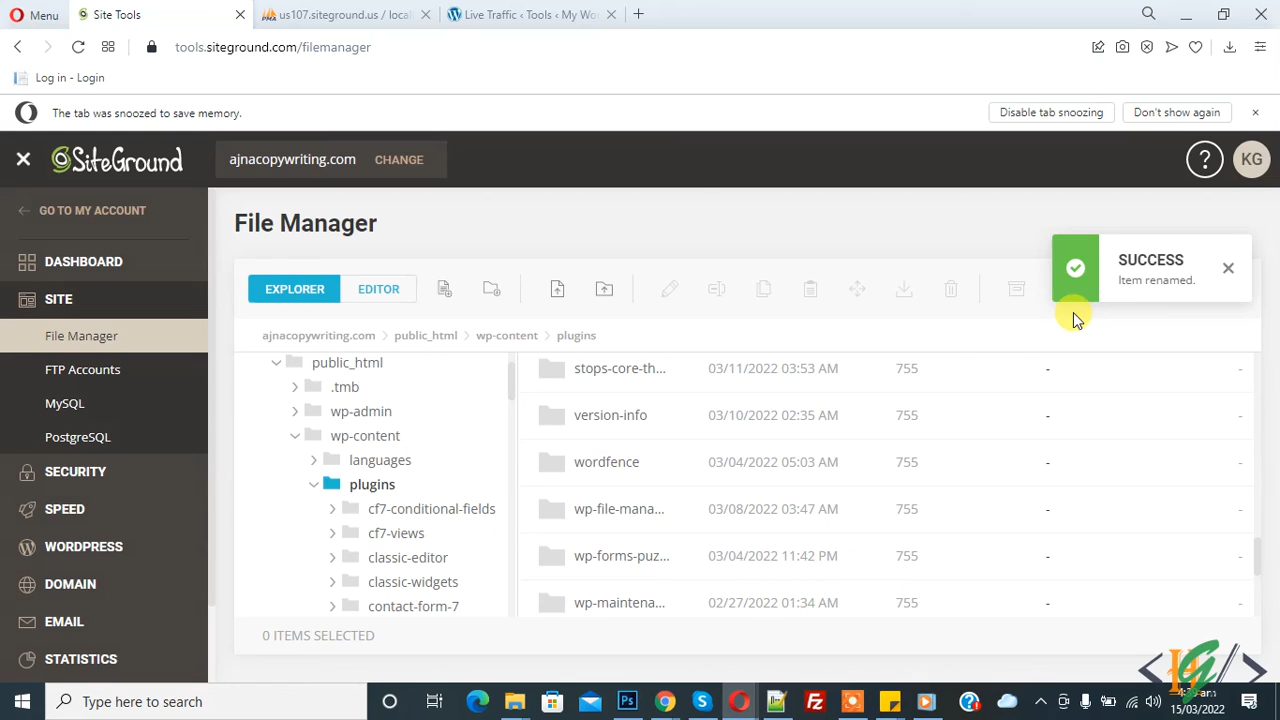 Menu
Site Tools
us107.siteground.us / local
Live Traffic ‹ Tools ‹ My Wor
tools.siteground.com/filemanager
Log in - Login
The tab was snoozed to save memory.
Disable tab snoozing
Don't show again
SiteGround
ajnacopywriting.com
CHANGE
?
KG
GO TO MY ACCOUNT
DASHBOARD
SITE
File Manager
FTP Accounts
MySQL
PostgreSQL
SECURITY
SPEED
WORDPRESS
DOMAIN
EMAIL
STATISTICS
File Manager
SUCCESS
Item renamed.
EXPLORER
EDITOR
ajnacopywriting.com > public_html > wp-content > plugins
public_html
.tmb
wp-admin
wp-content
languages
plugins
cf7-conditional-fields
cf7-views
classic-editor
classic-widgets
contact-form-7
stops-core-th... 03/11/2022 03:53 AM 755 - -
version-info 03/10/2022 02:35 AM 755 - -
wordfence 03/04/2022 05:03 AM 755 - -
wp-file-mana... 03/08/2022 03:47 AM 755 - -
wp-forms-puz... 03/04/2022 11:42 PM 755 - -
wp-maintena... 02/27/2022 01:34 AM 755 - -
0 ITEMS SELECTED
Type here to search
15/03/2022